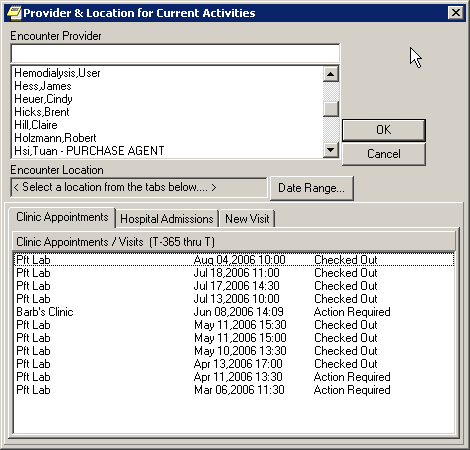 Provider & Location for Current Activities
Encounter Provider
Hemodialysis,User
Hess,James
Heuer,Cindy
Hicks,Brent
Hill,Claire
Holzmann,Robert
Hsi,Tuan - PURCHASE AGENT
OK
Cancel
Encounter Location
< Select a location from the tabs below.... >
Date Range...
Clinic Appointments Hospital Admissions New Visit
Clinic Appointments / Visits (T-365 thru T)
Pft Lab Aug 04,2006 10:00 Checked Out
Pft Lab Jul 18,2006 11:00 Checked Out
Pft Lab Jul 17,2006 14:30 Checked Out
Pft Lab Jul 13,2006 10:00 Checked Out
Barb's Clinic Jun 08,2006 14:09 Action Required
Pft Lab May 11,2006 15:30 Checked Out
Pft Lab May 11,2006 15:00 Checked Out
Pft Lab May 10,2006 13:30 Checked Out
Pft Lab Apr 13,2006 17:00 Checked Out
Pft Lab Apr 11,2006 13:30 Action Required
Pft Lab Mar 06,2006 11:30 Action Required